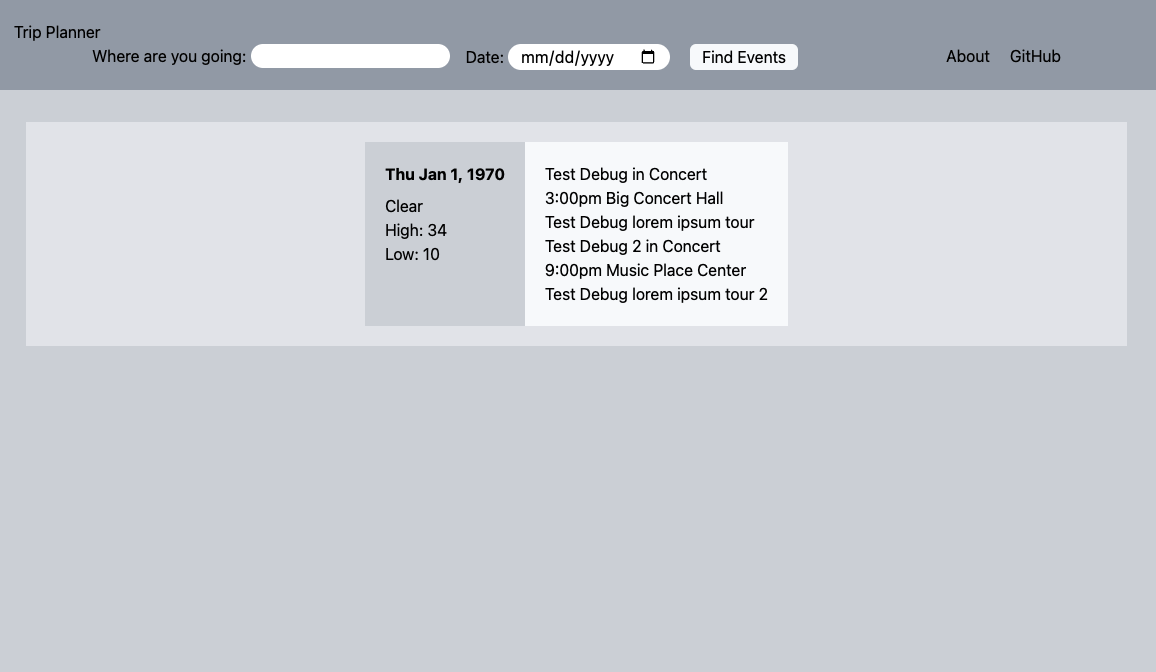 Trip Planner
Where are you going: Date: mm/dd/yyyy Find Events About GitHub
Thu Jan 1, 1970
Clear
High: 34
Low: 10
Test Debug in Concert
3:00pm Big Concert Hall
Test Debug lorem ipsum tour
Test Debug 2 in Concert
9:00pm Music Place Center
Test Debug lorem ipsum tour 2